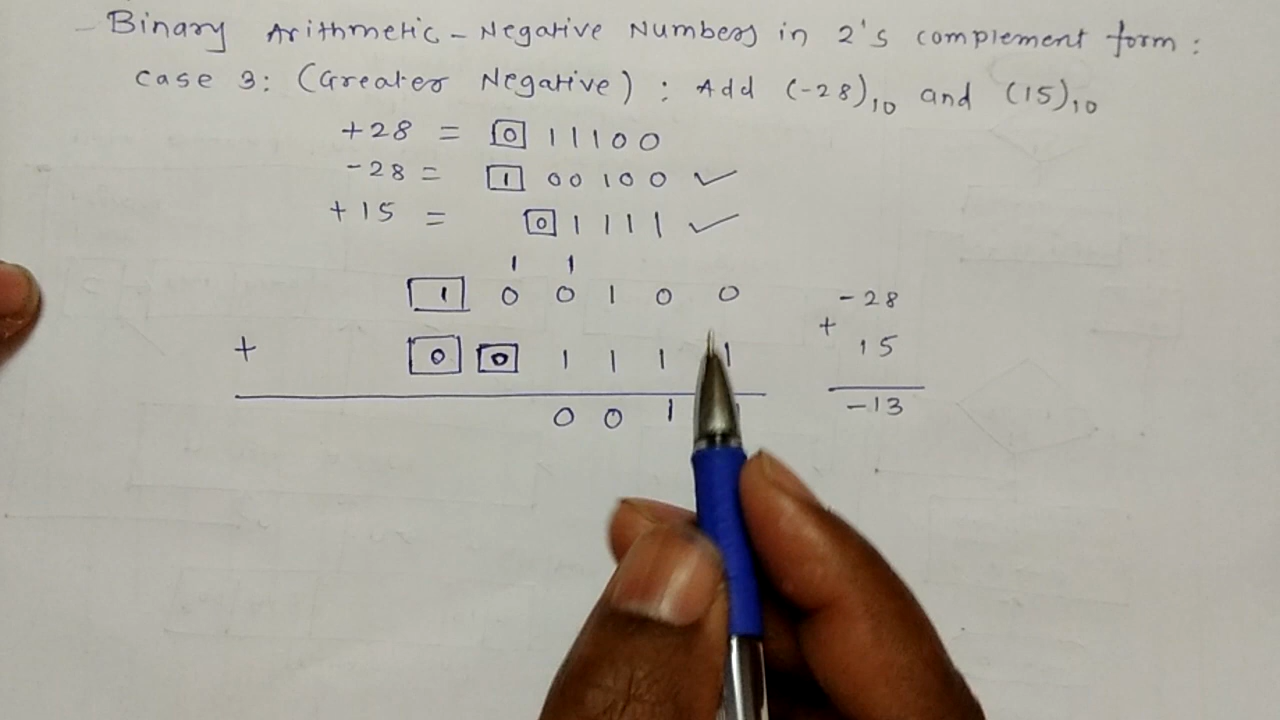 Binary Arithmetic - Negative Numbers in 2's complement form :
Case 3: (Greater Negative) : Add (-28)10 and (15)10
+28 = 0 11100
-28 = 1 00100 ✓
+15 = 0 1111 ✓
1 1
1 0 0 1 0 0 -28
+ 0 0 1 1 1 1 + 15
0 0 1 -13